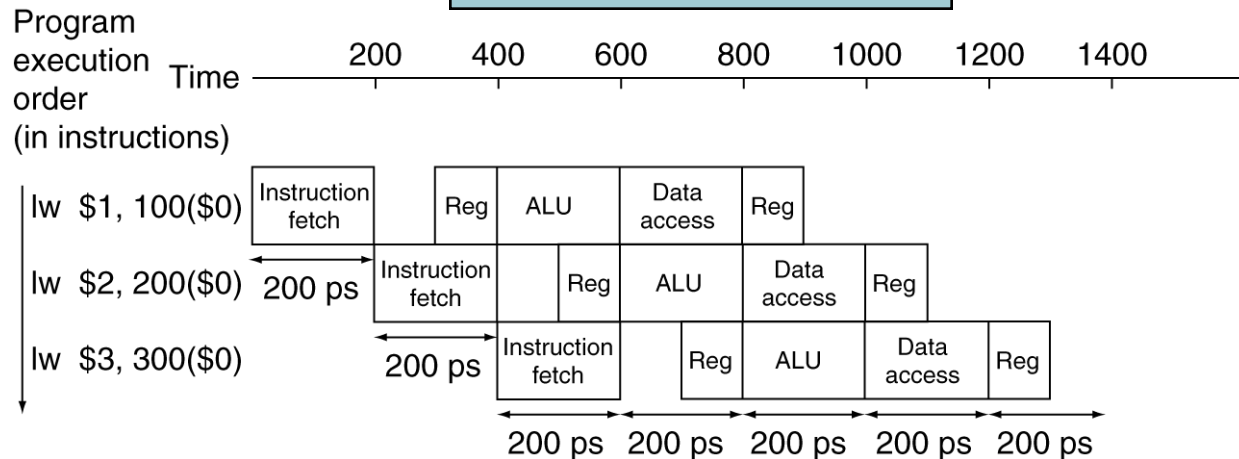 Program
execution
order
(in instructions)
Time
200 400 600 800 1000 1200 1400
lw $1, 100($0)
Instruction
fetch
Reg
ALU
Data
access
Reg
lw $2, 200($0)
200 ps
Instruction
fetch
Reg
ALU
Data
access
Reg
lw $3, 300($0)
200 ps
Instruction
fetch
Reg
ALU
Data
access
Reg
200 ps 200 ps 200 ps 200 ps 200 ps